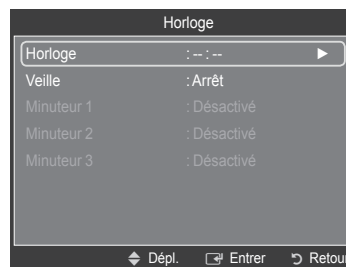 Horloge
Horloge : -- : -- ►
Veille : Arrêt
Minuteur 1 : Désactivé
Minuteur 2 : Désactivé
Minuteur 3 : Désactivé
Dépl. Entrer Retour